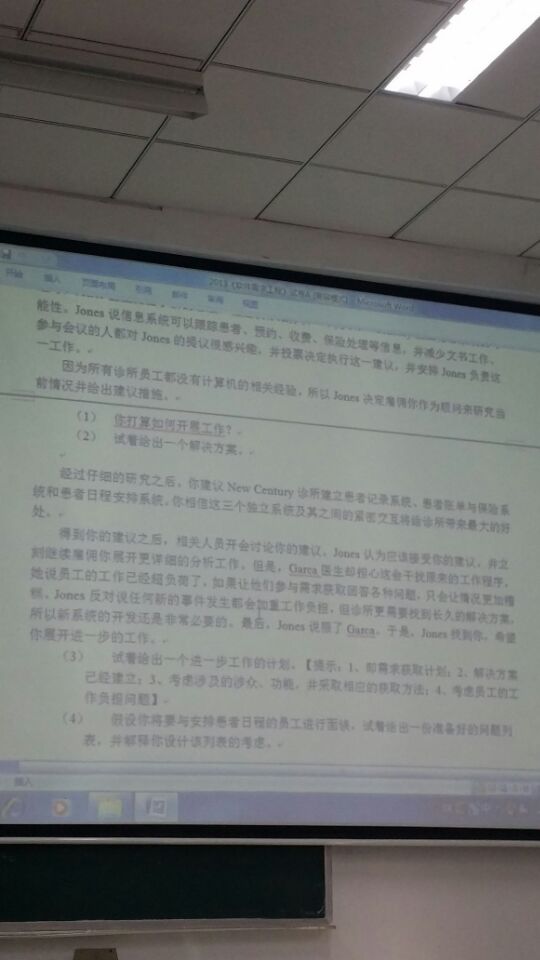 2013《软件需求工程》试卷A [兼容模式] - Microsoft Word
开始 插入 页面布局 引用 邮件 审阅 视图
能性。Jones 说信息系统可以跟踪患者、预约、收费、保险处理等信息，并减少文书工作。
参与会议的人都对 Jones 的提议很感兴趣，并投票决定执行这一建议，并安排 Jones 负责这
一工作。
因为所有诊所员工都没有计算机的相关经验，所以 Jones 决定雇佣你作为顾问来研究当
前情况并给出建议措施。
（1） 你打算如何开展工作？
（2） 试着给出一个解决方案。
经过仔细的研究之后，你建议 New Century 诊所建立患者记录系统、患者账单与保险系
统和患者日程安排系统。你相信这三个独立系统及其之间的紧密交互将给诊所带来最大的好
处。
得到你的建议之后，相关人员开会讨论你的建议。Jones 认为应该接受你的建议，并立
刻继续雇佣你展开更详细的分析工作。但是，Garca 医生却担心这会干扰原来的工作程序，
她说员工的工作已经超负荷了，如果让他们参与需求获取回答各种问题，只会让情况更加糟
糕。Jones 反对说任何新的事件发生都会加重工作负担，但诊所更需要找到长久的解决方案，
所以新系统的开发还是非常必要的。最后，Jones 说服了 Garca。于是，Jones 找到你，希望
你展开进一步的工作。
（3） 试着给出一个进一步工作的计划。【提示：1、即需求获取计划；2、解决方案
已经建立；3、考虑涉及的涉众、功能，并采取相应的获取方法；4、考虑员工的工
作负担问题】
（4） 假设你将要与安排患者日程的员工进行面谈，试着给出一份准备好的问题列
表，并解释你设计该列表的考虑。
插入